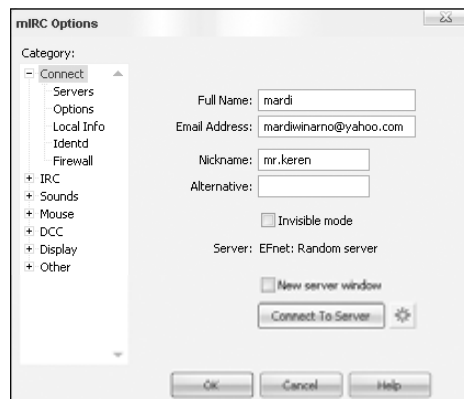 mIRC Options
Category:
Connect
Servers
Options
Local Info
Identd
Firewall
IRC
Sounds
Mouse
DCC
Display
Other
Full Name: mardi
Email Address: mardiwinarno@yahoo.com
Nickname: mr.keren
Alternative:
Invisible mode
Server: EFnet: Random server
New server window
Connect To Server
OK Cancel Help